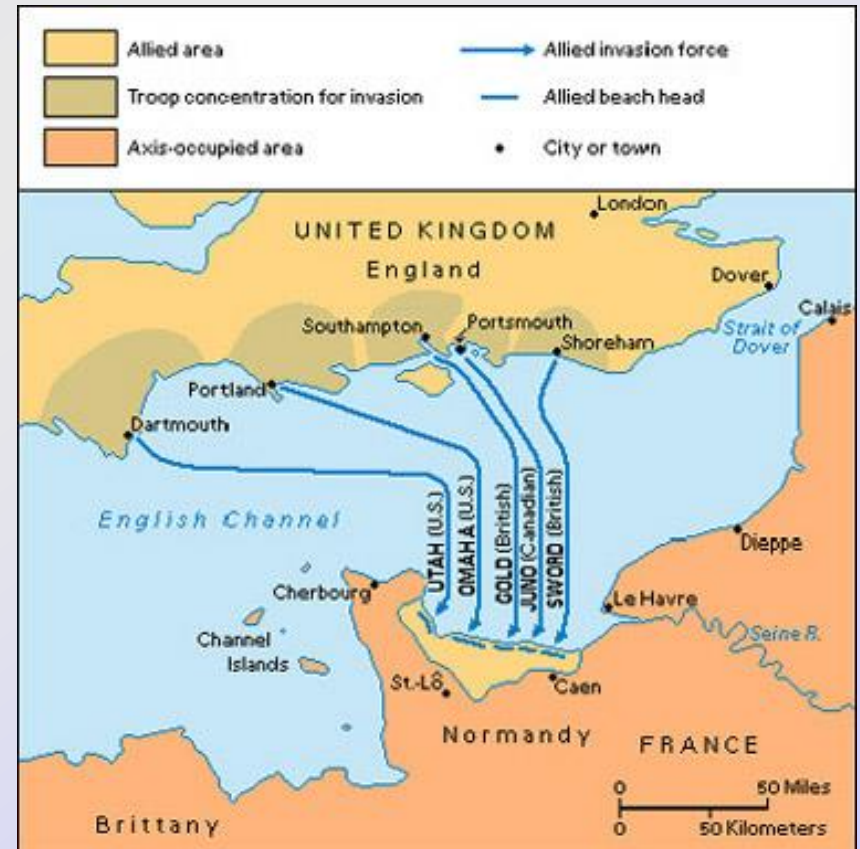 Allied area
Troop concentration for invasion
Axis-occupied area
Allied invasion force
Allied beach head
City or town
London
UNITED KINGDOM
England
Dover
Calais
Strait of
Dover
Southampton
Portsmouth
Shoreham
Portland
Dartmouth
English Channel
UTAH (U.S.)
OMAHA (U.S.)
GOLD (British)
JUNO (Canadian)
SWORD (British)
Dieppe
Cherbourg
Le Havre
Channel
Islands
Seine R.
St.-Lô
Caen
Normandy
FRANCE
0 50 Miles
0 50 Kilometers
Brittany